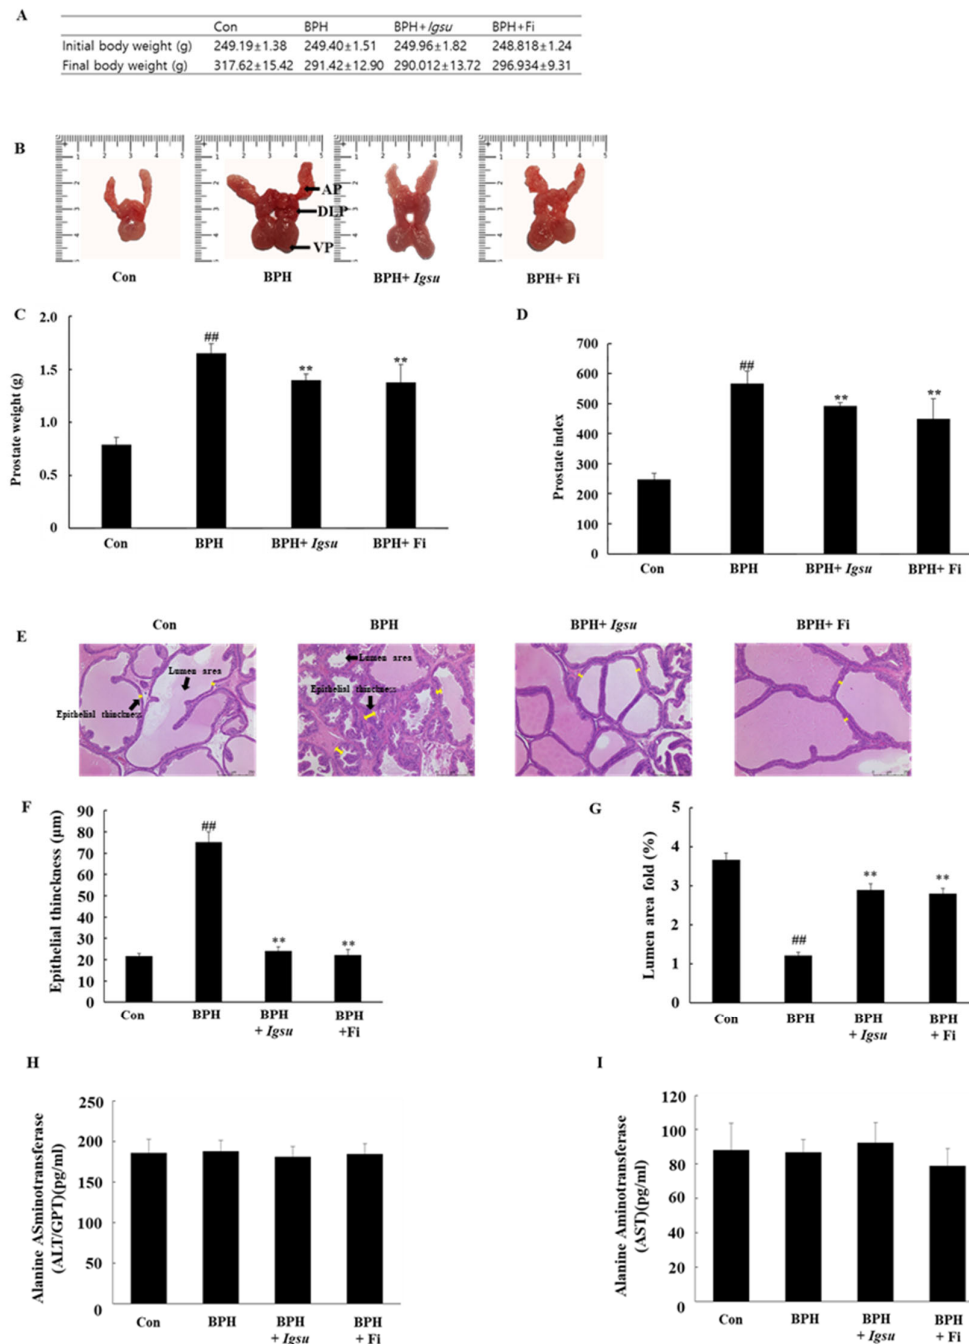 A
Con BPH BPH+Igsu BPH+Fi
Initial body weight (g) 249.19±1.38 249.40±1.51 249.96±1.82 248.818±1.24
Final body weight (g) 317.62±15.42 291.42±12.90 290.012±13.72 296.934±9.31
B
AP
DLP
VP
Con BPH BPH+ Igsu BPH+ Fi
C
Prostate weight (g)
2.0
1.5
1.0
0.5
0
##
**
**
Con BPH BPH+ Igsu BPH+ Fi
D
Prostate index
700
600
500
400
300
200
100
0
##
**
**
Con BPH BPH+ Igsu BPH+ Fi
E
Con BPH BPH+ Igsu BPH+ Fi
Lumen area
Epithelial thinckness
Lumen area
Epithelial thinckness
F
Epithelial thinckness (μm)
90
80
70
60
50
40
30
20
10
0
##
**
**
Con BPH BPH BPH
+ Igsu +Fi
G
Lumen area fold (%)
5
4
3
2
1
0
##
**
**
Con BPH BPH BPH
+ Igsu + Fi
H
Alanine ASminotransferase
(ALT/GPT)(pg/ml)
250
200
150
100
50
0
Con BPH BPH BPH
+ Igsu + Fi
I
Alanine Aminotransferase
(AST)(pg/ml)
120
100
80
60
40
20
0
Con BPH BPH BPH
+ Igsu + Fi